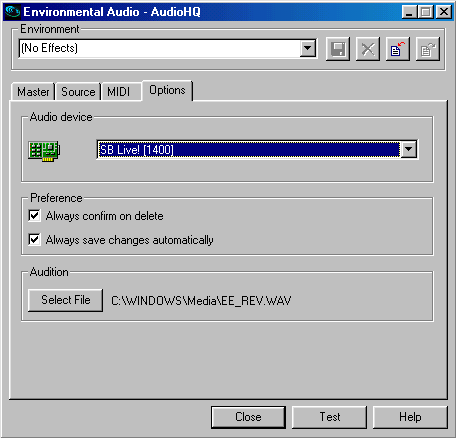 Environmental Audio - AudioHQ
Environment
(No Effects)
Master Source MIDI Options
Audio device
SB Live! [1400]
Preference
Always confirm on delete
Always save changes automatically
Audition
Select File C:\WINDOWS\Media\EE_REV.WAV
Close Test Help